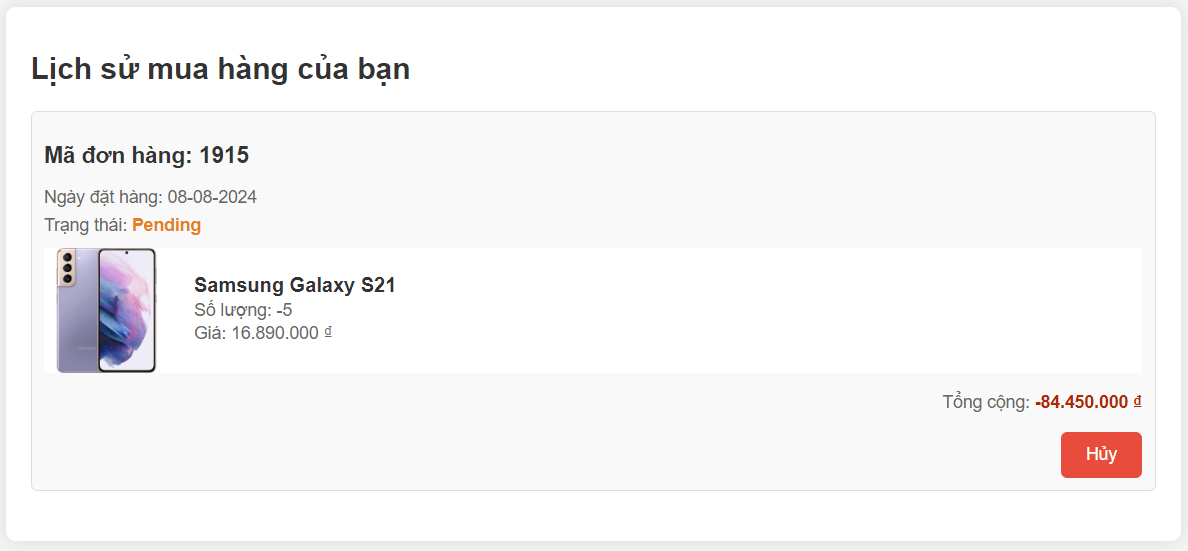 Lịch sử mua hàng của bạn
Mã đơn hàng: 1915
Ngày đặt hàng: 08-08-2024
Trạng thái: Pending
Samsung Galaxy S21
Số lượng: -5
Giá: 16.890.000 ₫
Tổng cộng: -84.450.000 ₫
Hủy